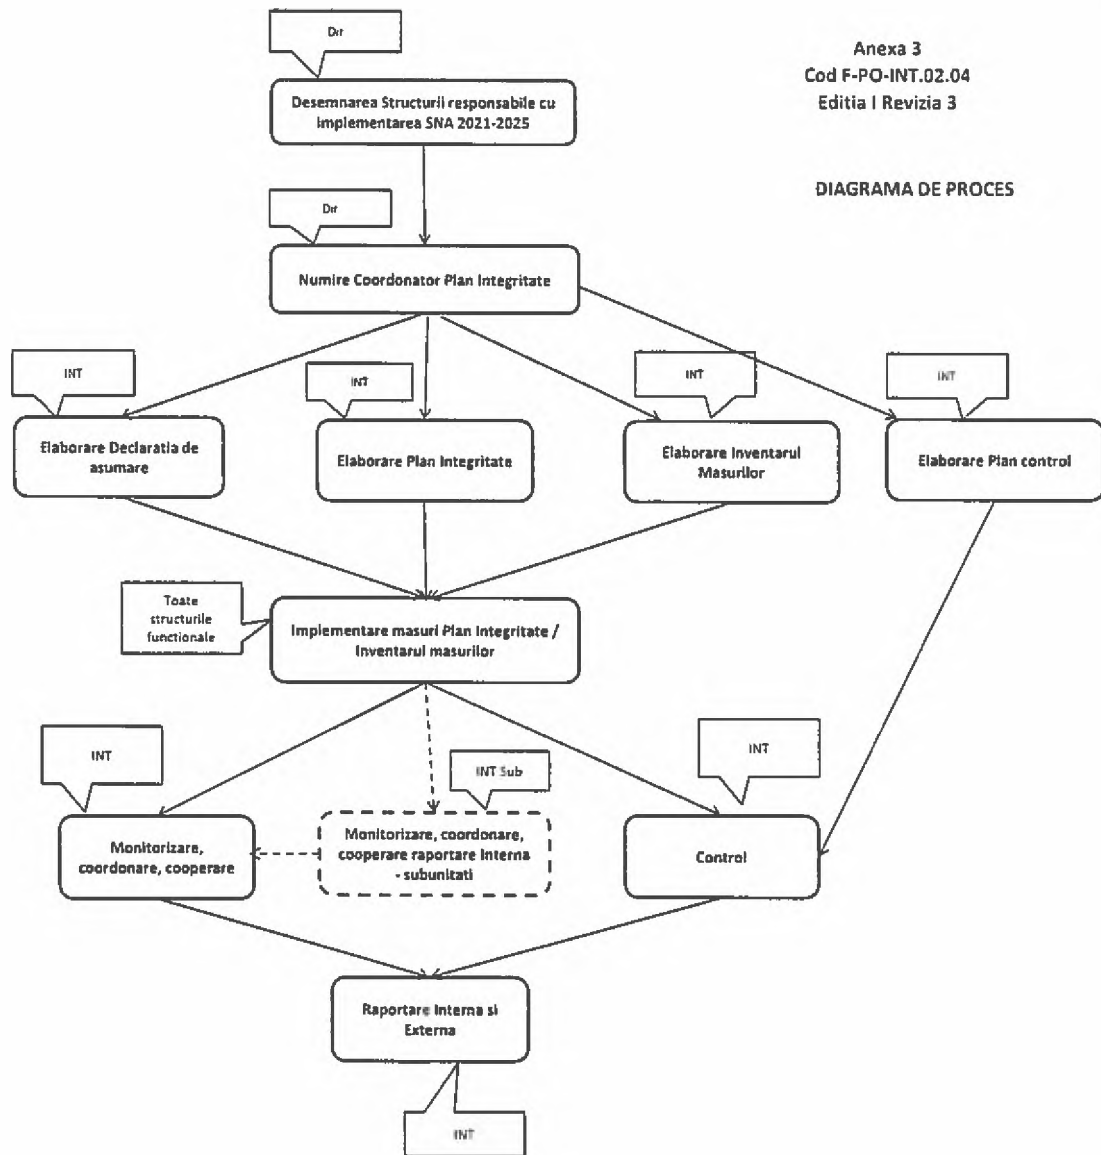 Dir
Anexa 3
Cod F-PO-INT.02.04
Editia I Revizia 3
Desemnarea Structurii responsabile cu
implementarea SNA 2021-2025
DIAGRAMA DE PROCES
Dir
Numire Coordonator Plan Integritate
INT
INT
INT
INT
Elaborare Declaratia de
asumare
Elaborare Plan Integritate
Elaborare Inventarul
Masurilor
Elaborare Plan control
Toate
structurile
functionale
Implementare masuri Plan Integritate /
Inventarul masurilor
INT
INT Sub
INT
Monitorizare,
coordonare, cooperare
Monitorizare, coordonare,
cooperare raportare Interna
- subunitati
Control
Raportare Interna si
Externa
INT